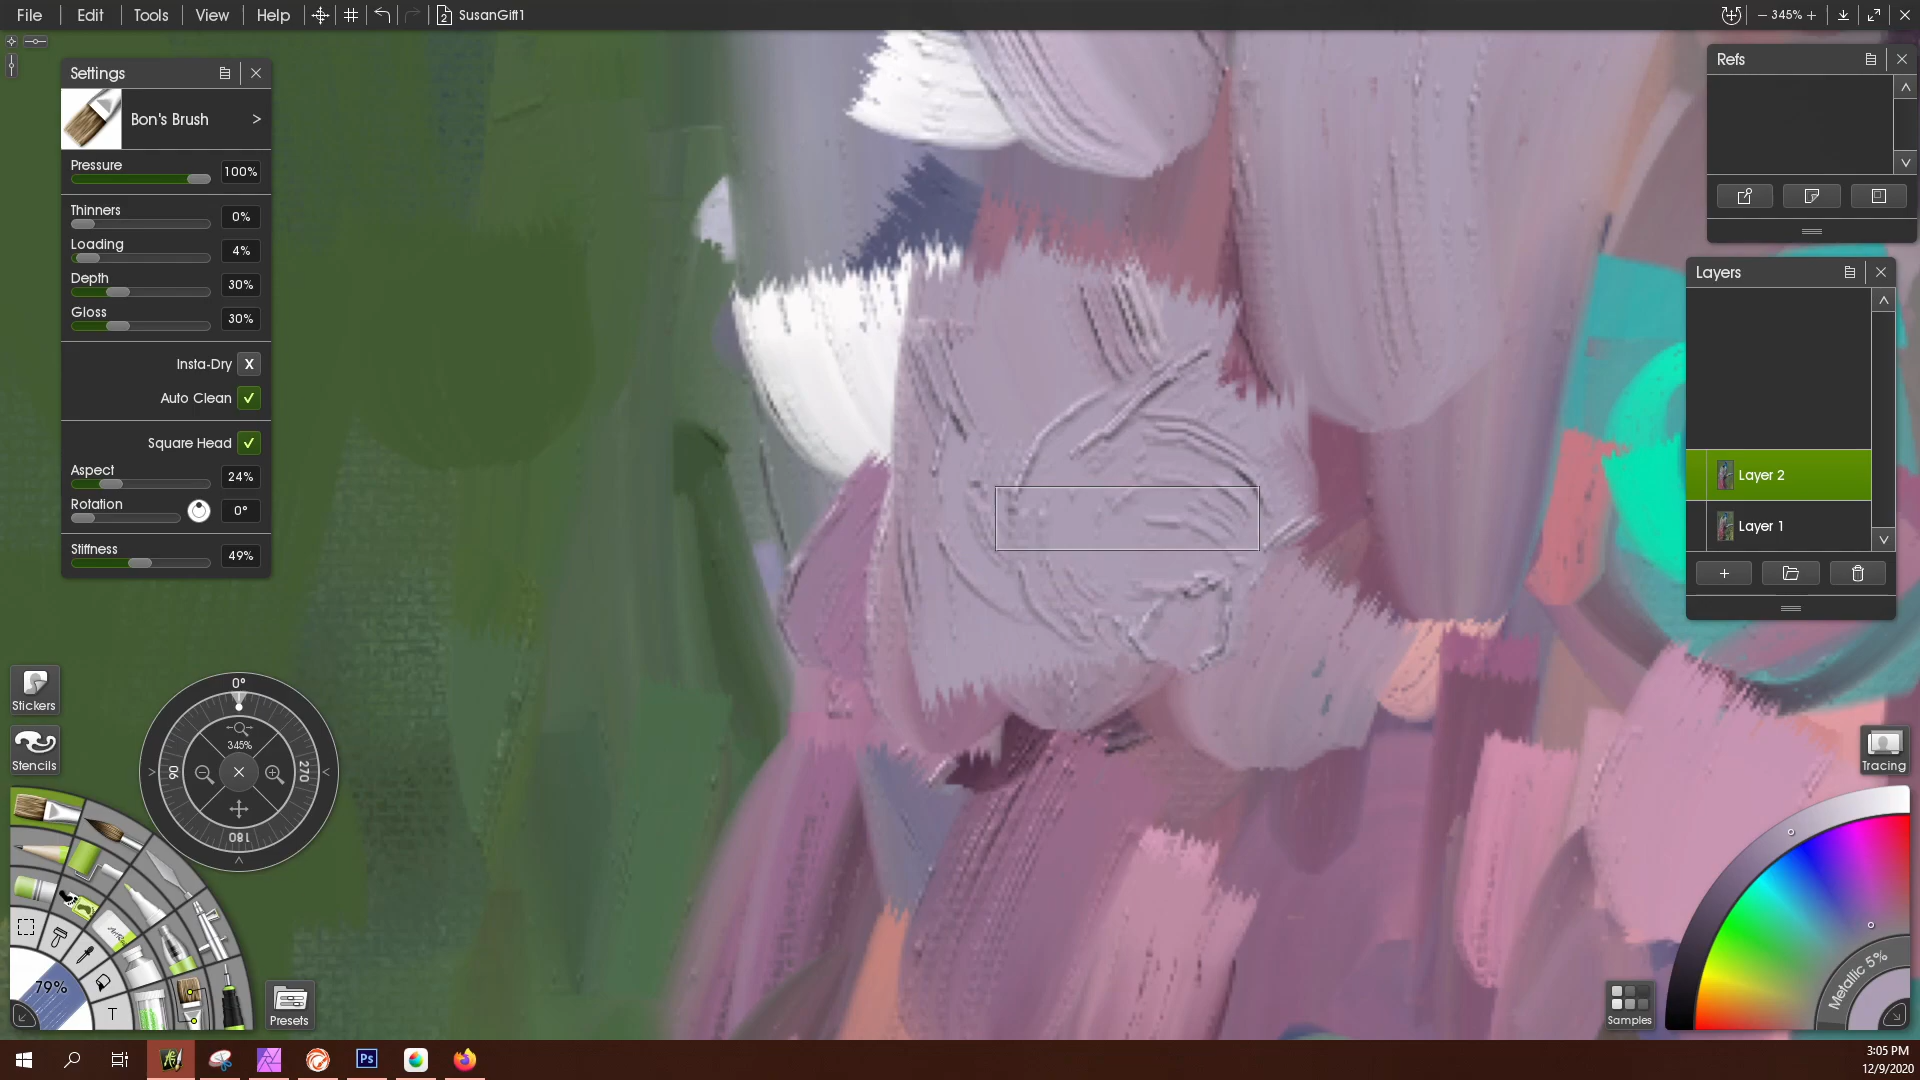 File
Edit
Tools
View
Help
2
SusanGift1
345%
Settings
Bon's Brush
>
Pressure
100%
Thinners
0%
Loading
4%
Depth
30%
Gloss
30%
Insta-Dry X
Auto Clean ✓
Square Head ✓
Aspect
24%
Rotation
0°
Stiffness
49%
Refs
Layers
Layer 2
Layer 1
Stickers
Stencils
0°
345%
90
270
180
79%
T
Presets
Tracing
Metallic 5%
Samples
Ps
3:05 PM
12/9/2020